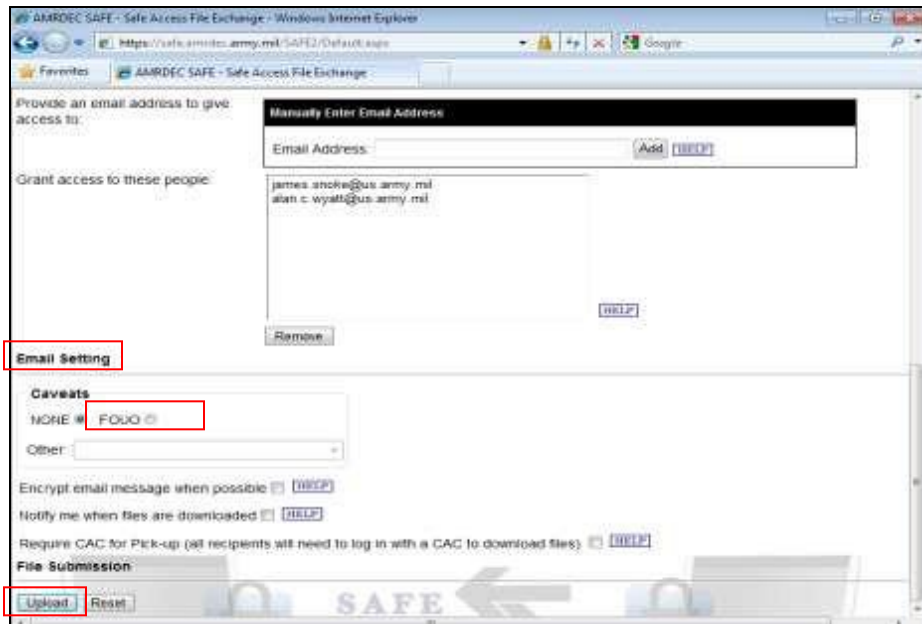 AMRDEC SAFE - Safe Access File Exchange - Windows Internet Explorer
https://safe.amrdec.army.mil/SAFE2/Default.aspx
Google
Favorites AMRDEC SAFE - Safe Access File Exchange
Provide an email address to give
access to:
Manually Enter Email Address
Email Address: Add [HELP]
Grant access to these people:
james.snoke@us.army.mil
alan.c.wyatt@us.army.mil
[HELP]
Remove
Email Setting
Caveats
NONE FOUO
Other:
Encrypt email message when possible [HELP]
Notify me when files are downloaded [HELP]
Require CAC for Pick-up (all recipients will need to log in with a CAC to download files) [HELP]
File Submission
Upload Reset
SAFE